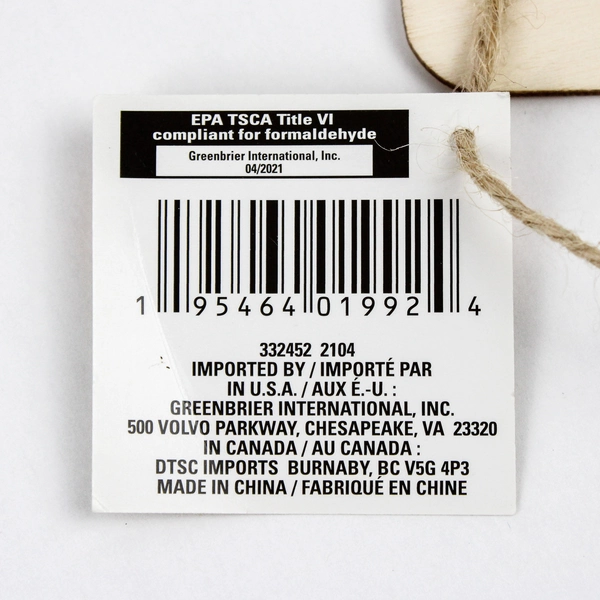 EPA TSCA Title VI
compliant for formaldehyde
Greenbrier International, Inc.
04/2021
1 95464 01992 4
332452 2104
IMPORTED BY / IMPORTÉ PAR
IN U.S.A. / AUX É.-U. :
GREENBRIER INTERNATIONAL, INC.
500 VOLVO PARKWAY, CHESAPEAKE, VA 23320
IN CANADA / AU CANADA :
DTSC IMPORTS BURNABY, BC V5G 4P3
MADE IN CHINA / FABRIQUÉ EN CHINE